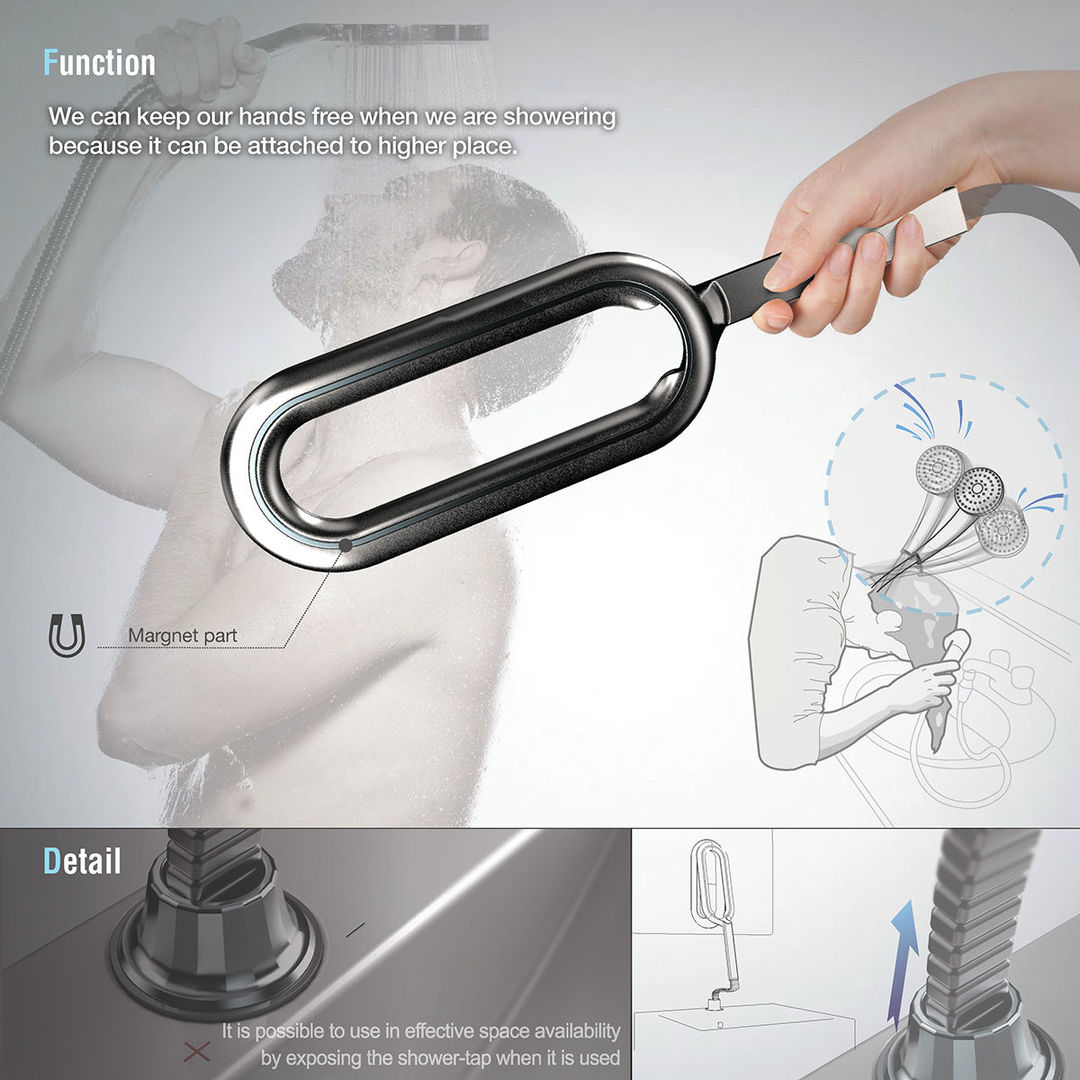 Function
We can keep our hands free when we are showering
because it can be attached to higher place.
Margnet part
Detail
It is possible to use in effective space availability
by exposing the shower-tap when it is used